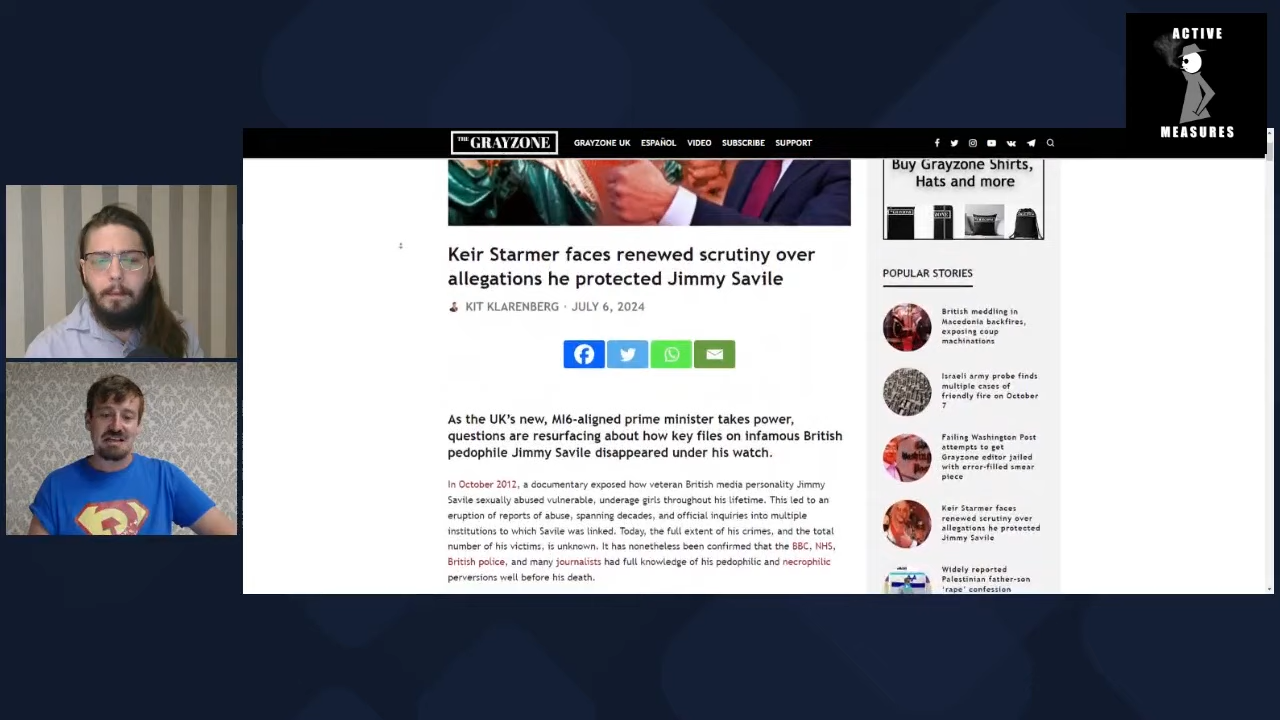 ACTIVE
MEASURES
THE GRAYZONE
GRAYZONE UK ESPAÑOL VIDEO SUBSCRIBE SUPPORT
Keir Starmer faces renewed scrutiny over
allegations he protected Jimmy Savile
KIT KLARENBERG · JULY 6, 2024
As the UK's new, MI6-aligned prime minister takes power,
questions are resurfacing about how key files on infamous British
pedophile Jimmy Savile disappeared under his watch.
In October 2012, a documentary exposed how veteran British media personality Jimmy
Savile sexually abused vulnerable, underage girls throughout his lifetime. This led to an
eruption of reports of abuse, spanning decades, and official inquiries into multiple
institutions to which Savile was linked. Today, the full extent of his crimes, and the total
number of his victims, is unknown. It has nonetheless been confirmed that the BBC, NHS,
British police, and many journalists had full knowledge of his pedophilic and necrophilic
perversions well before his death.
Buy Grayzone Shirts,
Hats and more
POPULAR STORIES
British meddling in
Macedonia backfires,
exposing coup
machinations
Israeli army probe finds
multiple cases of
friendly fire on October
7
Failing Washington Post
attempts to get
Grayzone editor jailed
with error-filled smear
piece
Keir Starmer faces
renewed scrutiny over
allegations he protected
Jimmy Savile
Widely reported
Palestinian father-son
'rape' confession